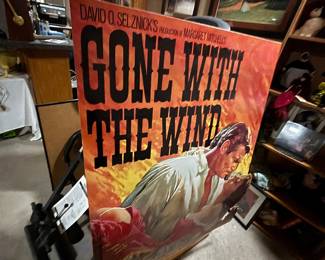 DAVID O. SELZNICK'S PRODUCTION OF MARGARET MITCHELL'S
GONE WITH
THE WIND